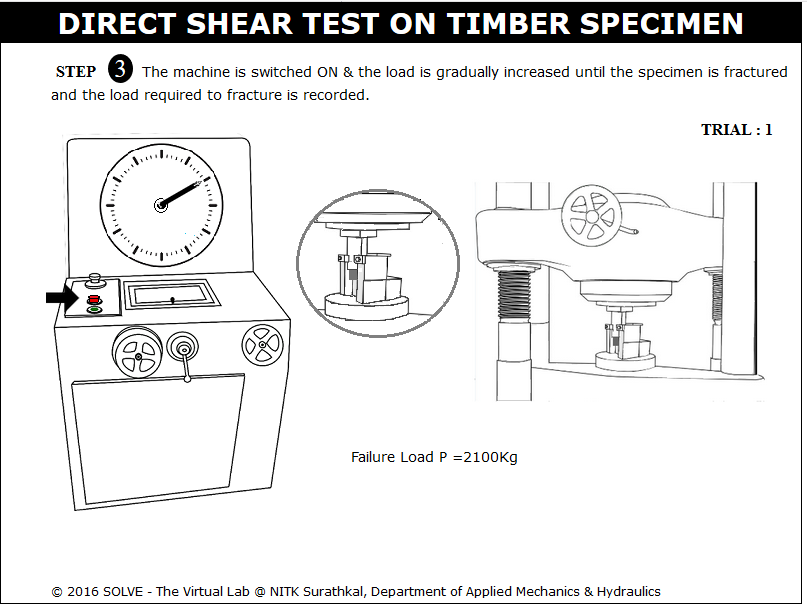 DIRECT SHEAR TEST ON TIMBER SPECIMEN
STEP 3 The machine is switched ON & the load is gradually increased until the specimen is fractured
and the load required to fracture is recorded.
TRIAL : 1
Failure Load P =2100Kg
© 2016 SOLVE - The Virtual Lab @ NITK Surathkal, Department of Applied Mechanics & Hydraulics